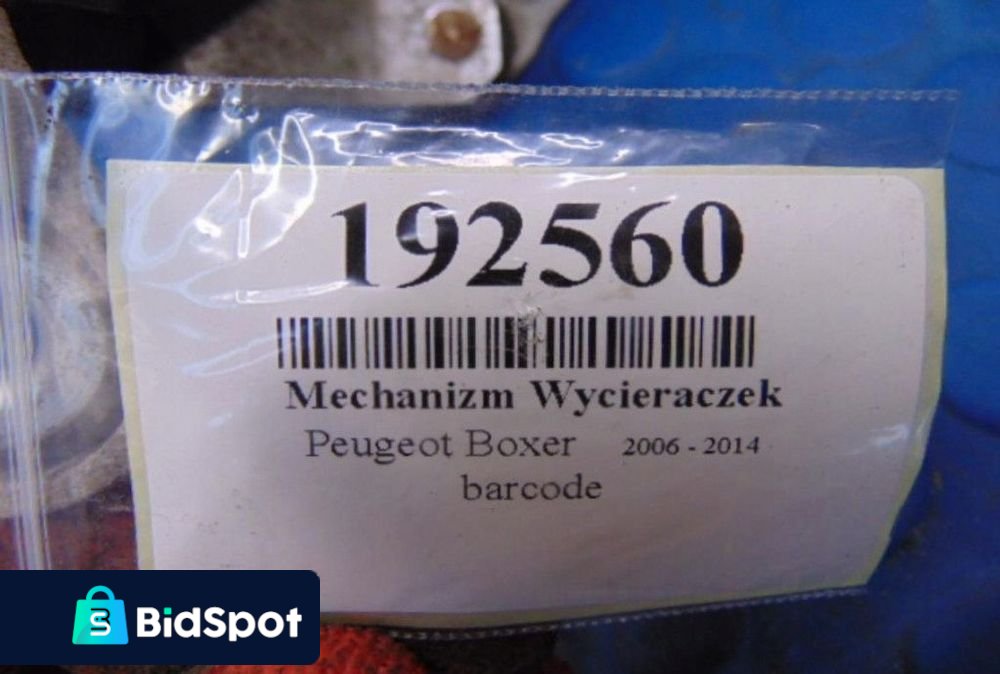 192560
Mechanizm Wycieraczek
Peugeot Boxer 2006 - 2014
barcode
BidSpot